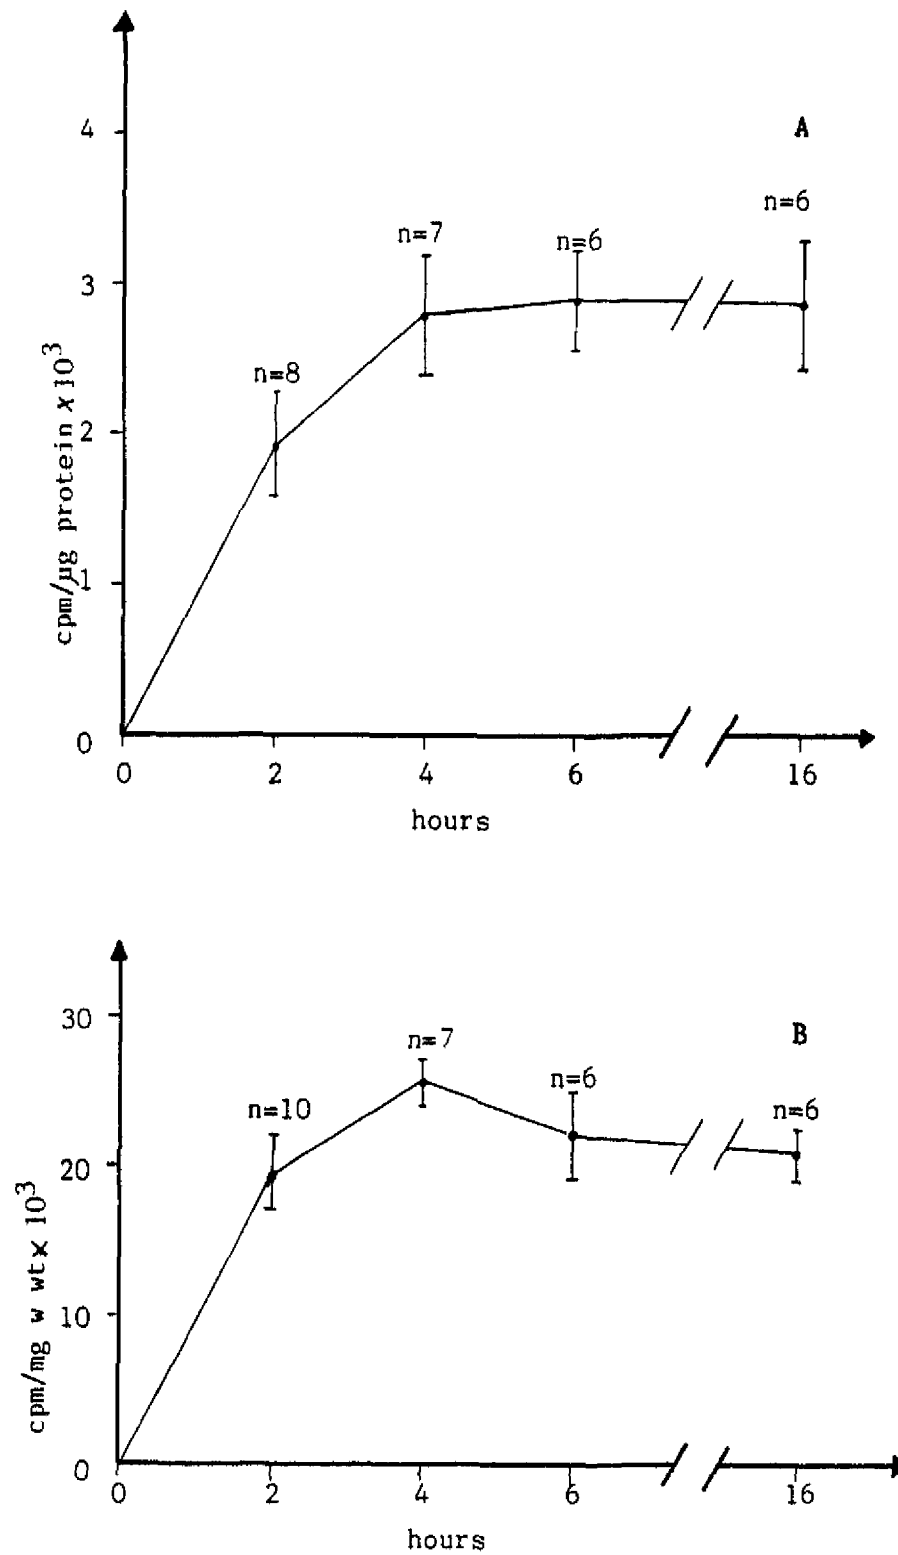 A
4
n=6
n=7
n=6
3
n=8
2
1
cpm/µg protein x10³
0
0 2 4 6 16
hours
30
B
n=7
n=6
n=10
n=6
20
10
cpm/mg w wt x 10³
0
0 2 4 6 16
hours